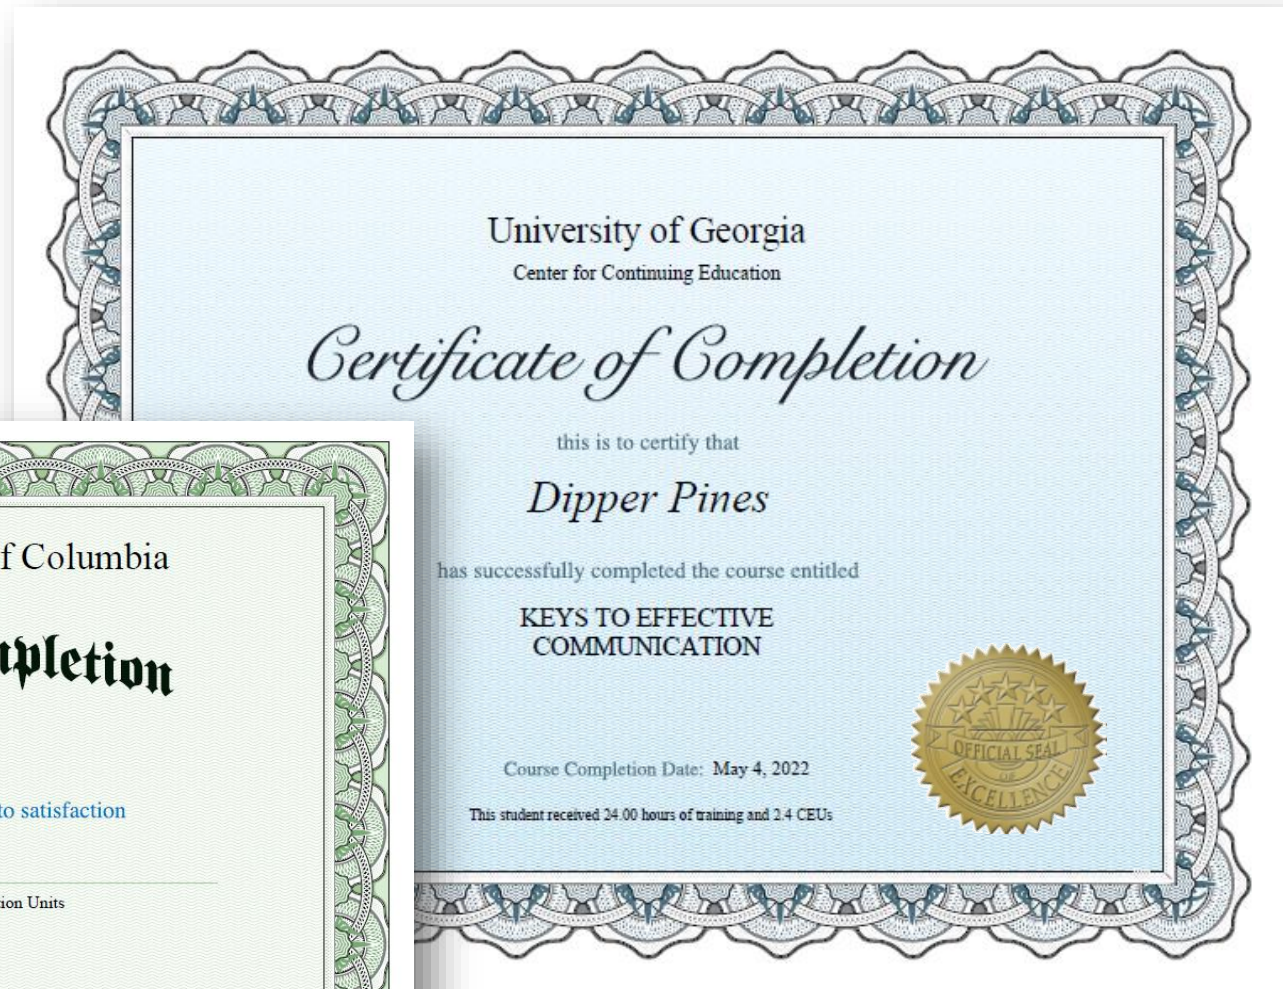 University of Georgia
Center for Continuing Education
Certificate of Completion
this is to certify that
Dipper Pines
has successfully completed the course entitled
KEYS TO EFFECTIVE
COMMUNICATION
Course Completion Date: May 4, 2022
This student received 24.00 hours of training and 2.4 CEUs
OFFICIAL SEAL
OF
EXCELLENCE
f Columbia
pletion
to satisfaction
ion Units